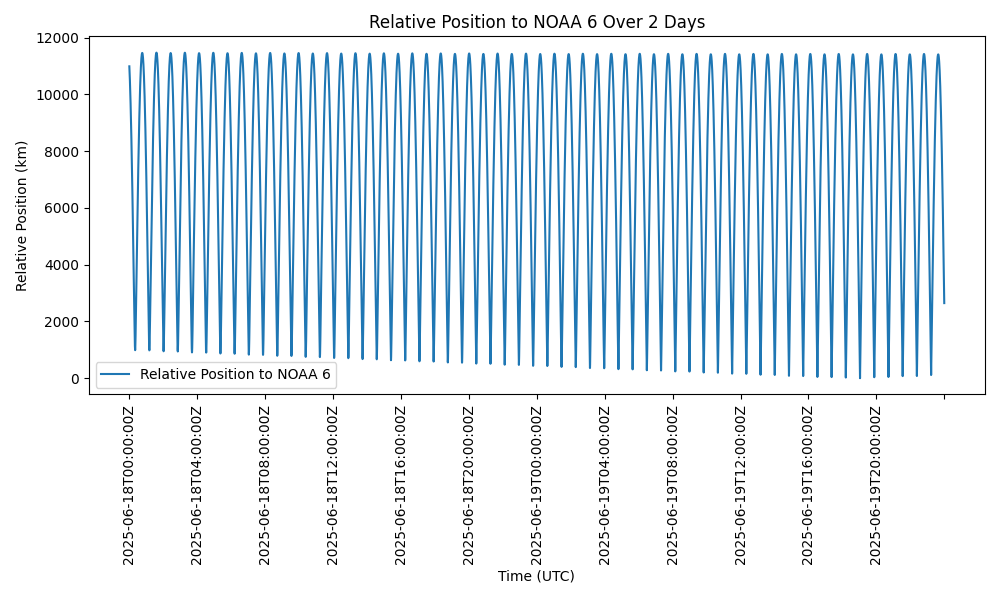 Relative Position to NOAA 6 Over 2 Days
Relative Position (km)
12000
10000
8000
6000
4000
2000
0
Relative Position to NOAA 6
2025-06-18T00:00:00Z
2025-06-18T04:00:00Z
2025-06-18T08:00:00Z
2025-06-18T12:00:00Z
2025-06-18T16:00:00Z
2025-06-18T20:00:00Z
2025-06-19T00:00:00Z
2025-06-19T04:00:00Z
2025-06-19T08:00:00Z
2025-06-19T12:00:00Z
2025-06-19T16:00:00Z
2025-06-19T20:00:00Z
Time (UTC)